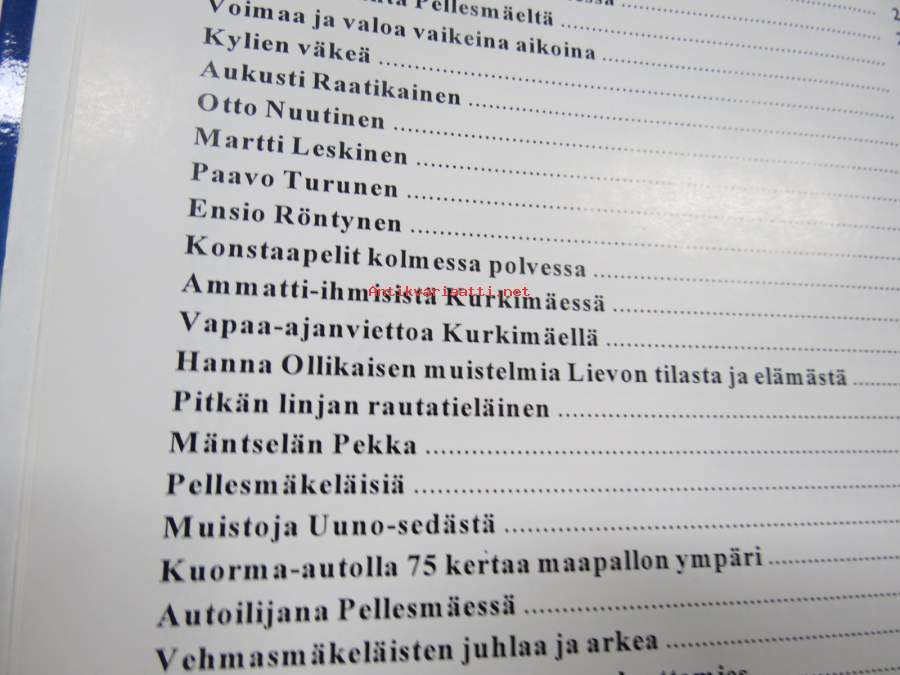 Pellesmäeltä
Voimaa ja valoa vaikeina aikoina
Kylien väkeä
Aukusti Raatikainen
Otto Nuutinen
Martti Leskinen
Paavo Turunen
Ensio Röntynen
Konstaapelit kolmessa polvessa
Ammatti-ihmisistä Kurkimäessä
Antikvariaatti.net
Vapaa-ajanviettoa Kurkimäellä
Hanna Ollikaisen muistelmia Lievon tilasta ja elämästä
Pitkän linjan rautatieläinen
Mäntselän Pekka
Pellesmäkeläisiä
Muistoja Uuno-sedästä
Kuorma-autolla 75 kertaa maapallon ympäri
Autoilijana Pellesmäessä
Vehmasmäkeläisten juhlaa ja arkea